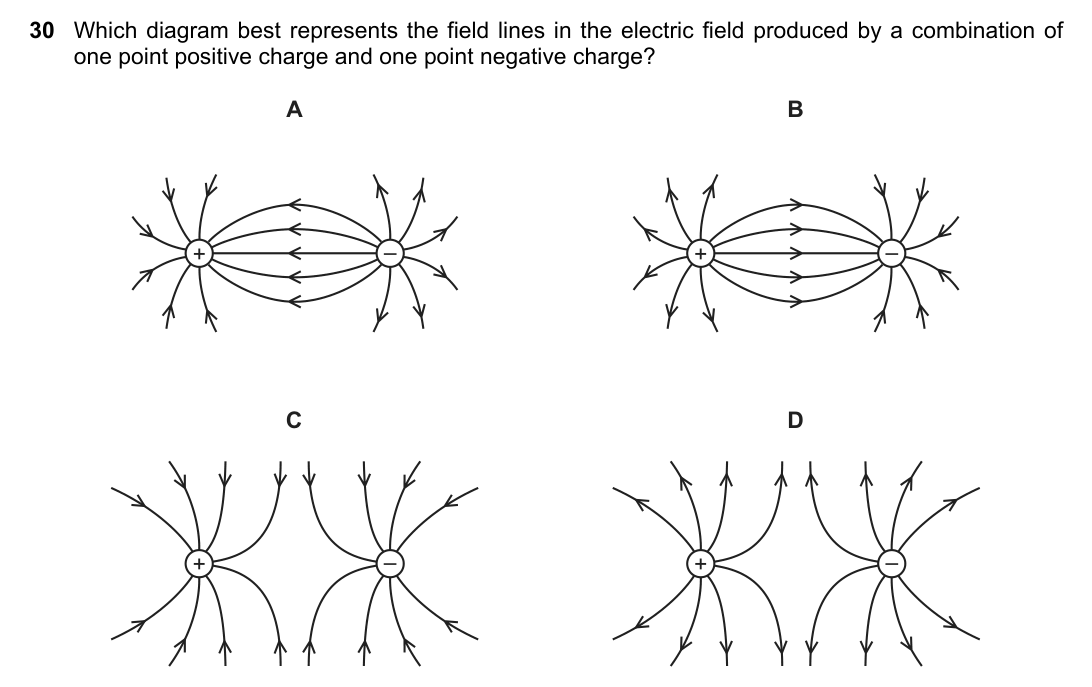 30 Which diagram best represents the field lines in the electric field produced by a combination of
one point positive charge and one point negative charge?
A B
+ − + −
C D
+ − + −